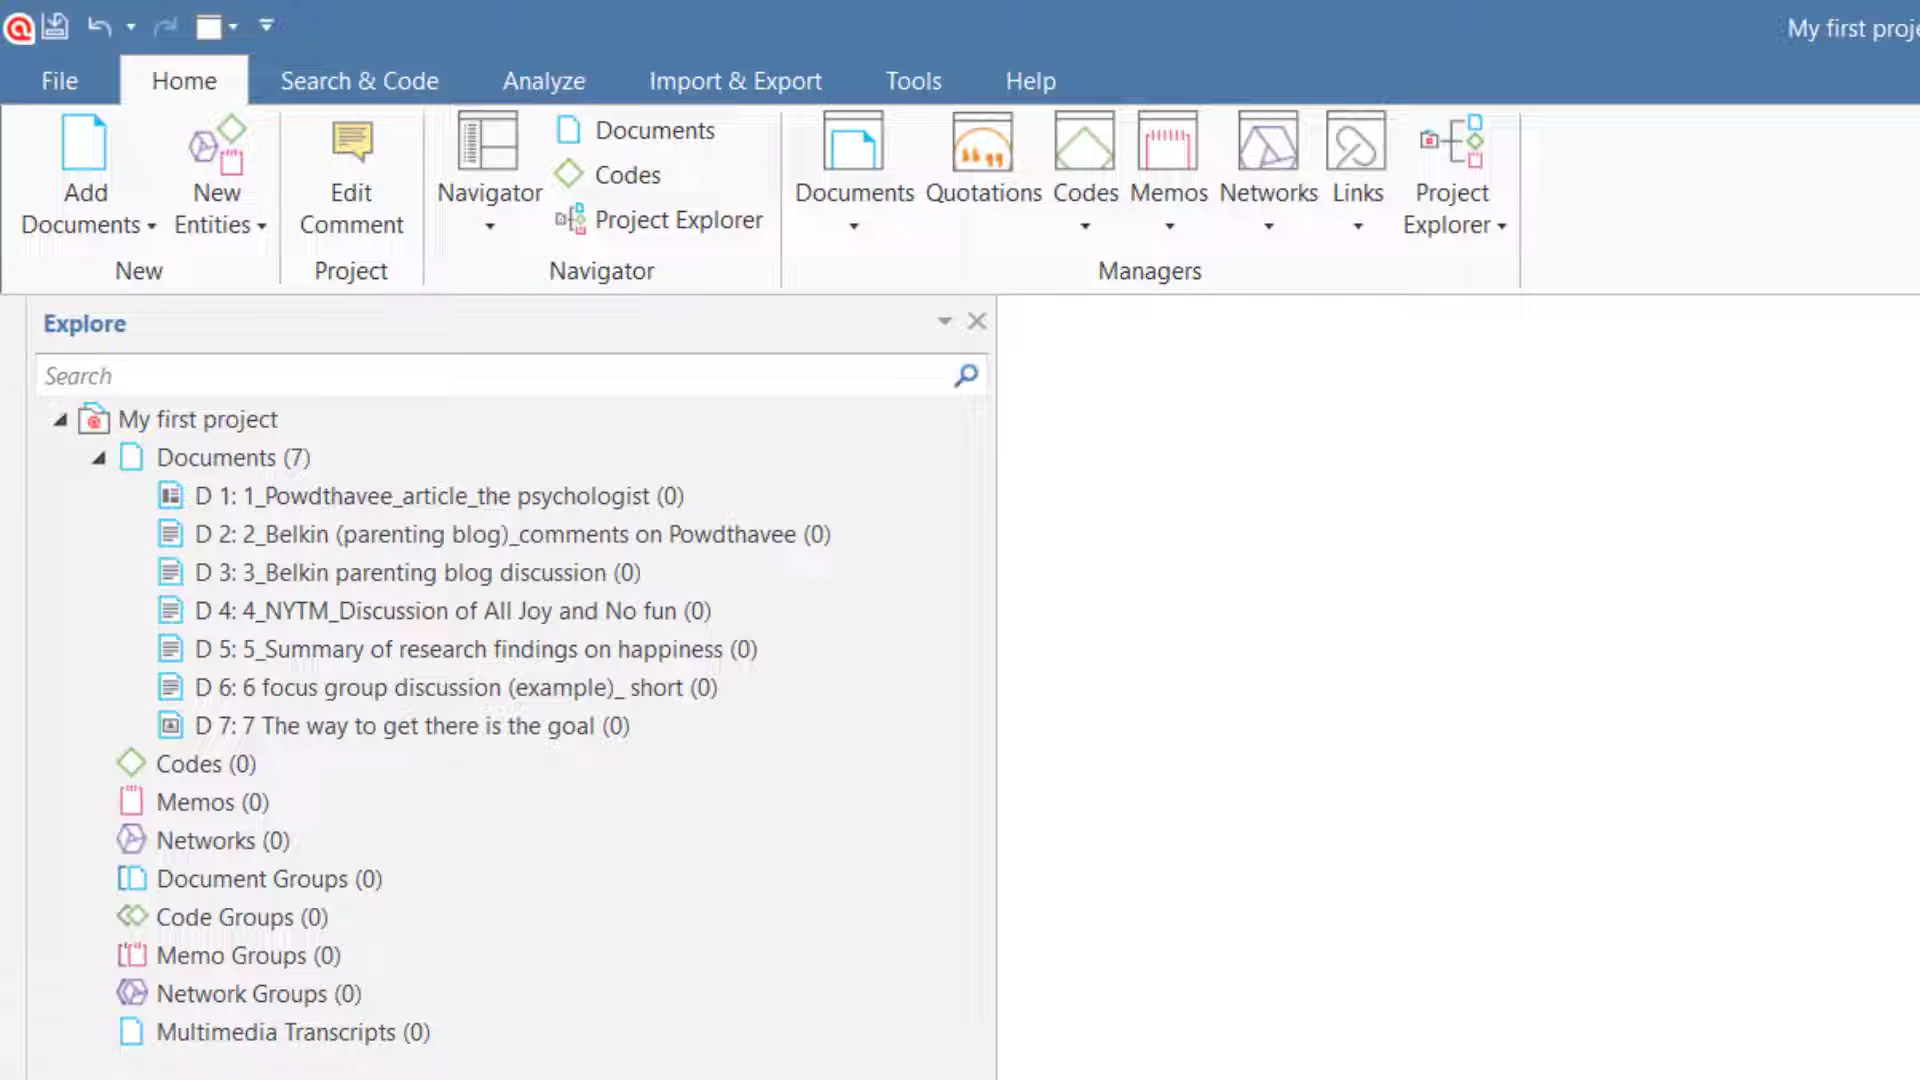 My first proje
File Home Search & Code Analyze Import & Export Tools Help
Add Documents
New Entities
New
Edit Comment
Project
Navigator
Documents
Codes
Project Explorer
Navigator
Documents Quotations Codes Memos Networks Links Project Explorer
Managers
Explore
Search
My first project
Documents (7)
D 1: 1_Powdthavee_article_the psychologist (0)
D 2: 2_Belkin (parenting blog)_comments on Powdthavee (0)
D 3: 3_Belkin parenting blog discussion (0)
D 4: 4_NYTM_Discussion of All Joy and No fun (0)
D 5: 5_Summary of research findings on happiness (0)
D 6: 6 focus group discussion (example)_ short (0)
D 7: 7 The way to get there is the goal (0)
Codes (0)
Memos (0)
Networks (0)
Document Groups (0)
Code Groups (0)
Memo Groups (0)
Network Groups (0)
Multimedia Transcripts (0)